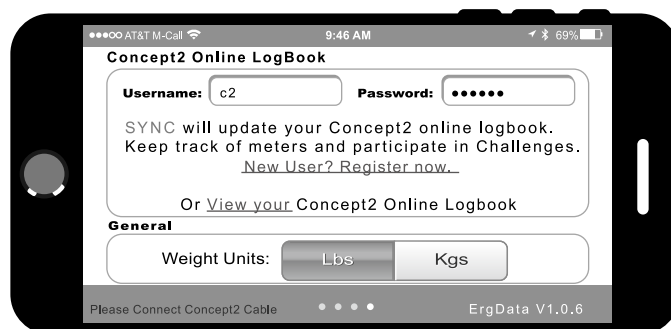 AT&T M-Call 9:46 AM 69%
Concept2 Online LogBook
Username: c2 Password: ●●●●●●
SYNC will update your Concept2 online logbook.
Keep track of meters and participate in Challenges.
New User? Register now.
Or View your Concept2 Online Logbook
General
Weight Units: Lbs Kgs
Please Connect Concept2 Cable ErgData V1.0.6